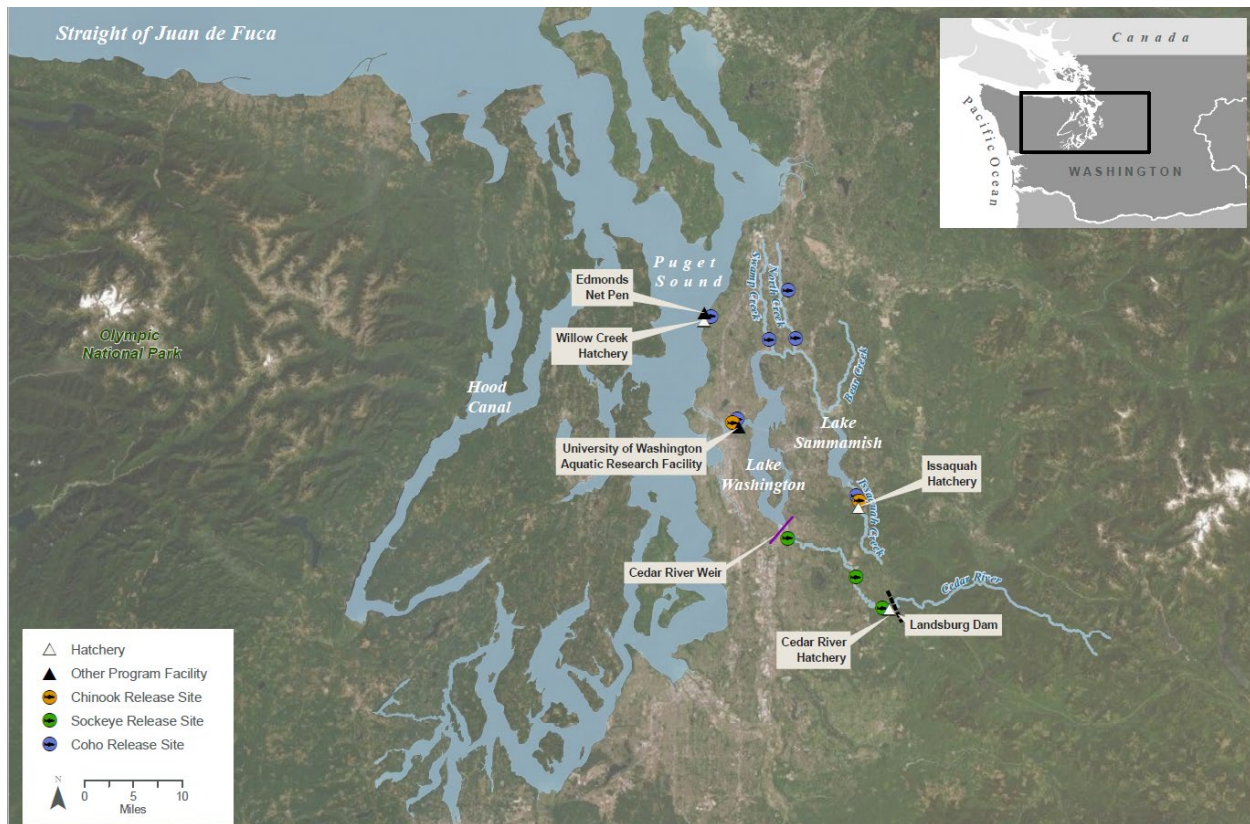 Straight of Juan de Fuca
Canada
Pacific Ocean
WASHINGTON
Puget
Sound
Edmonds
Net Pen
Willow Creek
Hatchery
Swamp Creek
North Creek
Bear Creek
Olympic
National Park
Hood
Canal
Lake
Sammamish
University of Washington
Aquatic Research Facility
Lake
Washington
Issaquah
Hatchery
Issaquah Creek
Cedar River Weir
Cedar River
Landsburg Dam
Cedar River
Hatchery
Hatchery
Other Program Facility
Chinook Release Site
Sockeye Release Site
Coho Release Site
N
0 5 10
Miles